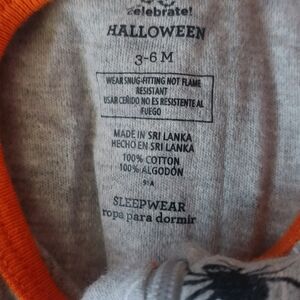 celebrate!
HALLOWEEN
3-6 M
WEAR SNUG-FITTING NOT FLAME
RESISTANT
USAR CEÑIDO NO ES RESISTENTE AL
FUEGO
MADE IN SRI LANKA
HECHO EN SRI LANKA
100% COTTON
100% ALGODÓN
SLEEPWEAR
ropa para dormir